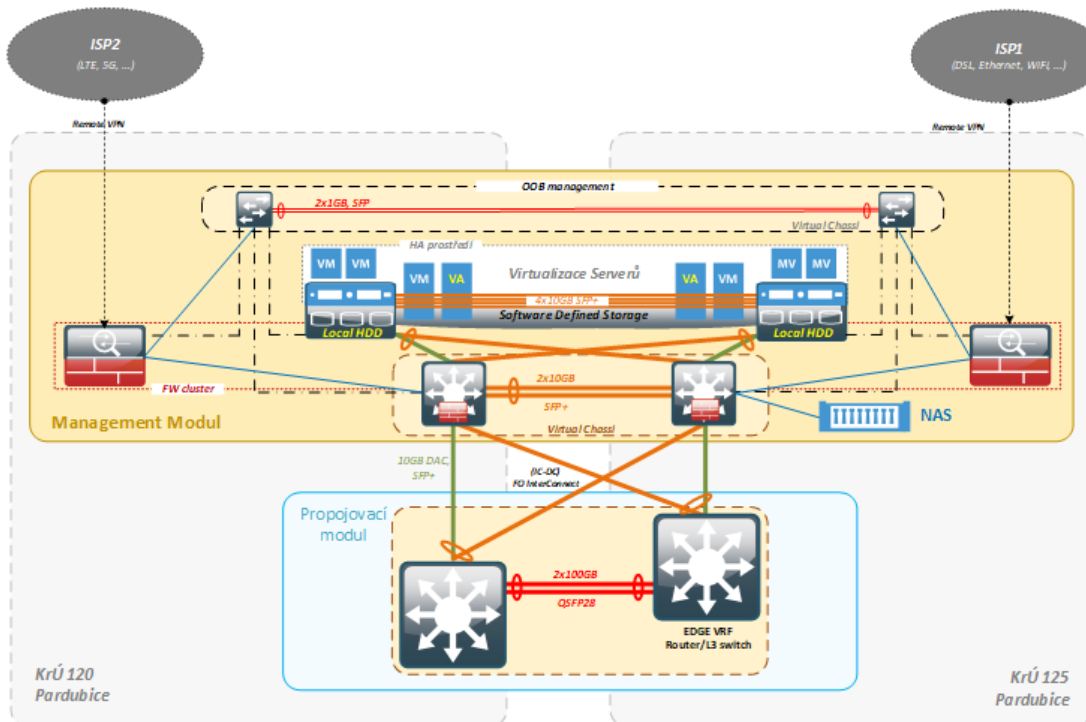 ISP2
(LTE, 5G, ...)
ISP1
(DSL, Ethernet, WIFI, ...)
Remote VPN
Remote VPN
OOB management
2x1GB, SFP
Virtual Chassi
HA prostředí
VM
VM
VM
VA
Virtualizace Serverů
VA
VM
MV
MV
4x10GB SFP+
Software Defined Storage
Local HDD
Local HDD
FW cluster
2x10GB
SFP+
Virtual Chassi
NAS
Management Modul
10GB DAC,
SFP+
(IC-DC)
FO InterConnect
Propojovací
modul
2x100GB
QSFP28
EDGE VRF
Router/L3 switch
KrÚ 120
Pardubice
KrÚ 125
Pardubice